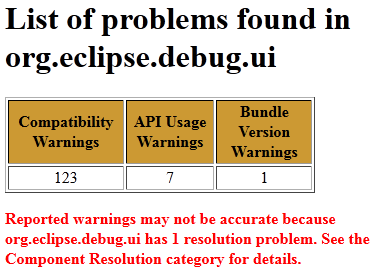 List of problems found in
org.eclipse.debug.ui
Compatibility Warnings
API Usage Warnings
Bundle Version Warnings
123
7
1
Reported warnings may not be accurate because
org.eclipse.debug.ui has 1 resolution problem. See the
Component Resolution category for details.